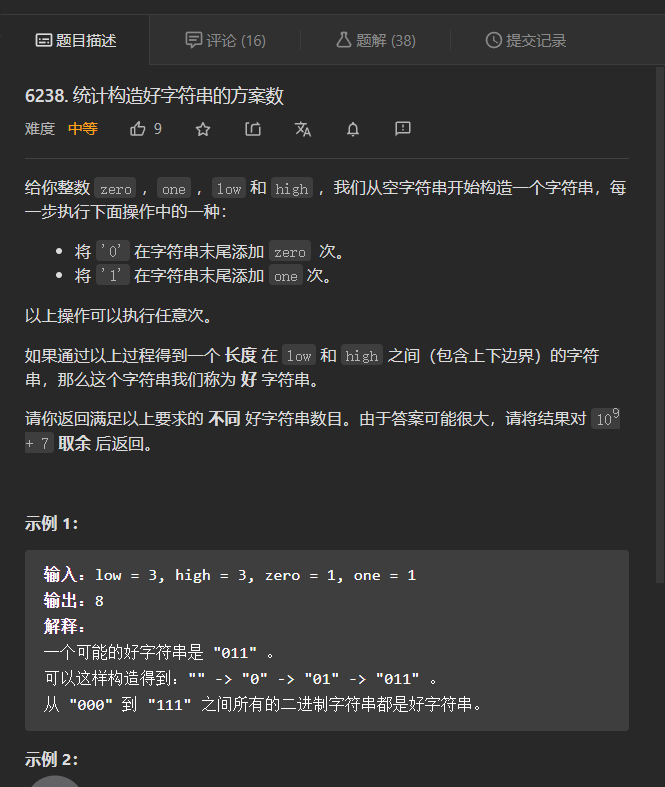 题目描述 评论 (16) 题解 (38) 提交记录
6238. 统计构造好字符串的方案数
难度 中等 9
给你整数 zero ，one ，low 和 high ，我们从空字符串开始构造一个字符串，每
一步执行下面操作中的一种：
将 '0' 在字符串末尾添加 zero 次。
将 '1' 在字符串末尾添加 one 次。
以上操作可以执行任意次。
如果通过以上过程得到一个 长度 在 low 和 high 之间（包含上下边界）的字符
串，那么这个字符串我们称为 好 字符串。
请你返回满足以上要求的 不同 好字符串数目。由于答案可能很大，请将结果对 10⁹
+ 7 取余 后返回。
示例 1：
输入：low = 3, high = 3, zero = 1, one = 1
输出：8
解释：
一个可能的好字符串是 "011" 。
可以这样构造得到："" -> "0" -> "01" -> "011" 。
从 "000" 到 "111" 之间所有的二进制字符串都是好字符串。
示例 2：